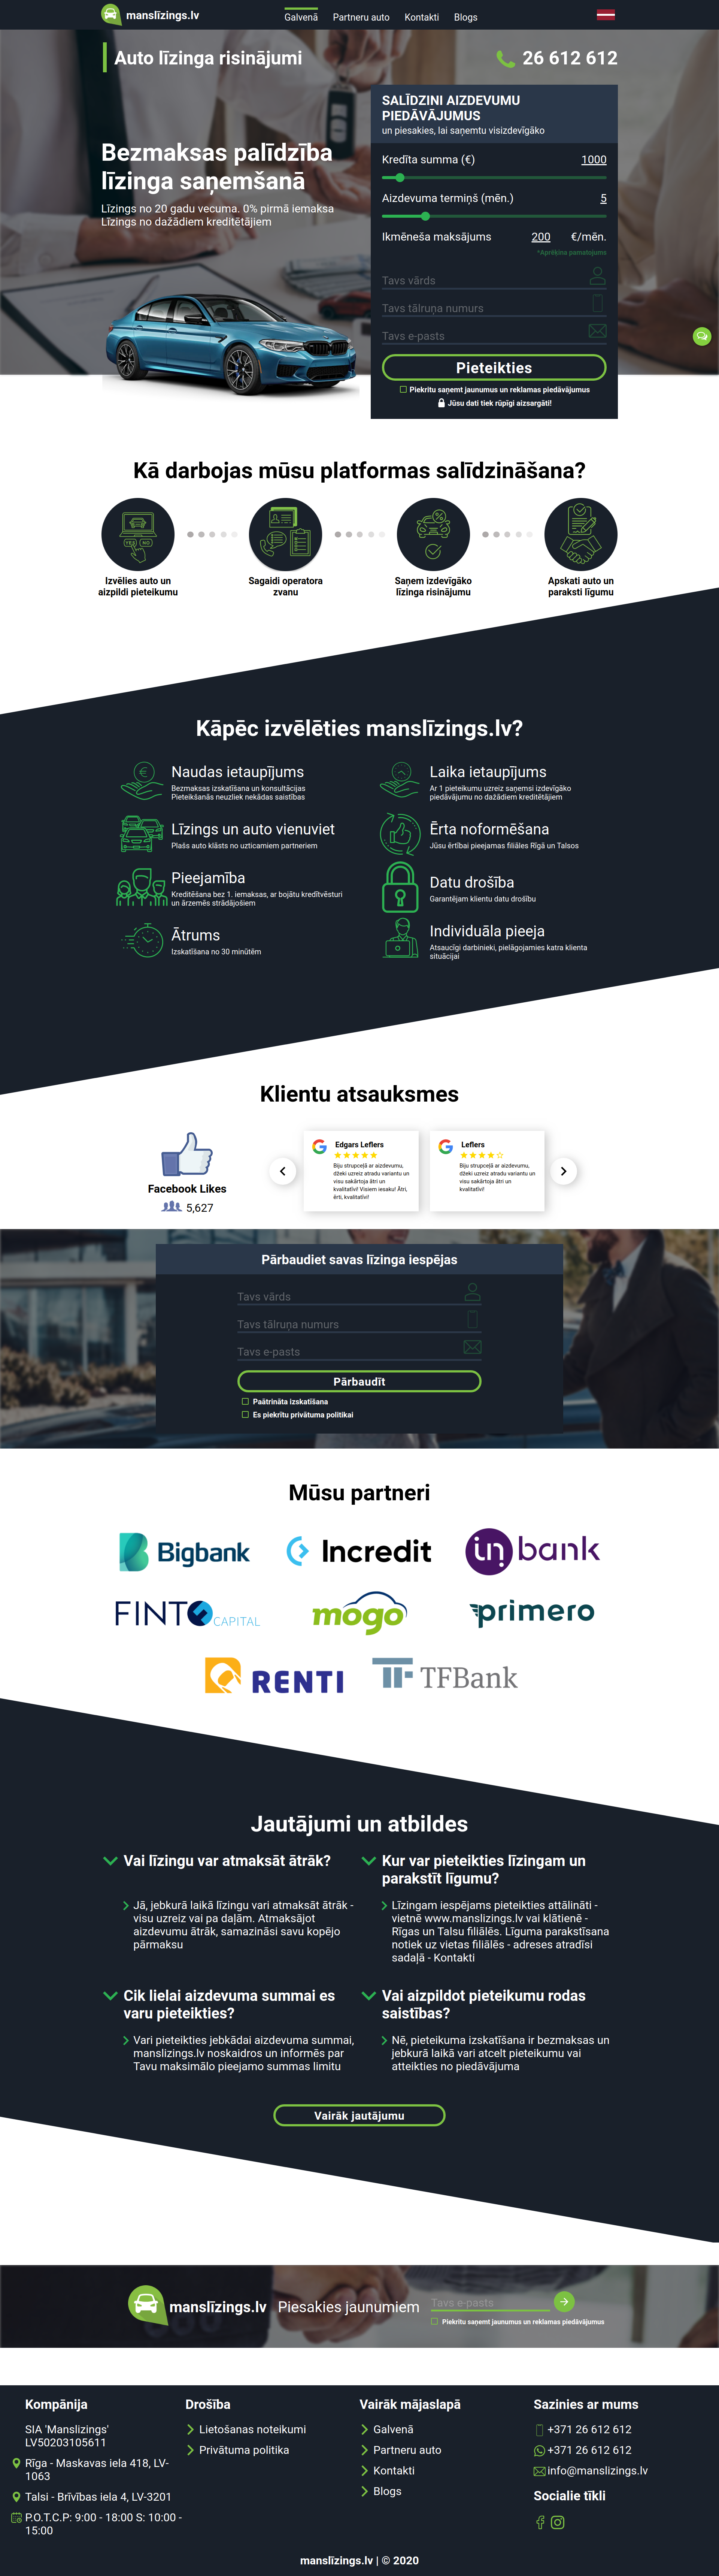 manslīzings.lv
Galvenā
Partneru auto
Kontakti
Blogs
Auto līzinga risinājumi
26 612 612
Bezmaksas palīdzība
līzinga saņemšanā
Līzings no 20 gadu vecuma. 0% pirmā iemaksa
Līzings no dažādiem kreditētājiem
SALĪDZINI AIZDEVUMU
PIEDĀVĀJUMUS
un piesakies, lai saņemtu visizdevīgāko
Kredīta summa (€) 1000
Aizdevuma termiņš (mēn.) 5
Ikmēneša maksājums 200 €/mēn.
*Aprēķina pamatojums
Tavs vārds
Tavs tālruņa numurs
Tavs e-pasts
Pieteikties
Piekrītu saņemt jaunumus un reklamas piedāvājumus
Jūsu dati tiek rūpīgi aizsargāti!
Kā darbojas mūsu platformas salīdzināšana?
YES NO
Izvēlies auto un
aizpildi pieteikumu
Sagaidi operatora
zvanu
Saņem izdevīgāko
līzinga risinājumu
Apskati auto un
paraksti līgumu
Kāpēc izvēlēties manslīzings.lv?
Naudas ietaupījums
Bezmaksas izskatīšana un konsultācijas
Pieteikšanās neuzliek nekādas saistības
Laika ietaupījums
Ar 1 pieteikumu uzreiz saņemsi izdevīgāko
piedāvājumu no dažādiem kreditētājiem
Līzings un auto vienuviet
Plašs auto klāsts no uzticamiem partneriem
Ērta noformēšana
Jūsu ērtībai pieejamas filiāles Rīgā un Talsos
Pieejamība
Kreditēšana bez 1. iemaksas, ar bojātu kredītvēsturi
un ārzemēs strādājošiem
Datu drošība
Garantējam klientu datu drošību
Ātrums
Izskatīšana no 30 minūtēm
Individuāla pieeja
Atsaucīgi darbinieki, pielāgojamies katra klienta
situācijai
Klientu atsauksmes
Facebook Likes
5,627
Edgars Leflers
Biju strupceļā ar aizdevumu,
džeki uzreiz atradu variantu un
visu sakārtoja ātri un
kvalitatīvi! Visiem iesaku! Ātri,
ērti, kvalitatīvi!
Leflers
Biju strupceļā ar aizdevumu,
džeki uzreiz atradu variantu un
visu sakārtoja ātri un
kvalitatīvi!
Pārbaudiet savas līzinga iespējas
Tavs vārds
Tavs tālruņa numurs
Tavs e-pasts
Pārbaudīt
Paātrināta izskatīšana
Es piekrītu privātuma politikai
Mūsu partneri
Bigbank
Incredit
inbank
FINTO CAPITAL
mogo
primero
RENTI
TFBank
Jautājumi un atbildes
Vai līzingu var atmaksāt ātrāk?
Jā, jebkurā laikā līzingu vari atmaksāt ātrāk -
visu uzreiz vai pa daļām. Atmaksājot
aizdevumu ātrāk, samazināsi savu kopējo
pārmaksu
Kur var pieteikties līzingam un
parakstīt līgumu?
Līzingam iespējams pieteikties attālināti -
vietnē www.manslizings.lv vai klātienē -
Rīgas un Talsu filiālēs. Līguma parakstīsana
notiek uz vietas filiālēs - adreses atradīsi
sadaļā - Kontakti
Cik lielai aizdevuma summai es
varu pieteikties?
Vari pieteikties jebkādai aizdevuma summai,
manslizings.lv noskaidros un informēs par
Tavu maksimālo pieejamo summas limitu
Vai aizpildot pieteikumu rodas
saistības?
Nē, pieteikuma izskatīšana ir bezmaksas un
jebkurā laikā vari atcelt pieteikumu vai
atteikties no piedāvājuma
Vairāk jautājumu
manslīzings.lv
Piesakies jaunumiem
Tavs e-pasts
Piekrītu saņemt jaunumus un reklamas piedāvājumus
Kompānija
SIA 'Manslizings'
LV50203105611
Rīga - Maskavas iela 418, LV-
1063
Talsi - Brīvības iela 4, LV-3201
P.O.T.C.P: 9:00 - 18:00 S: 10:00 -
15:00
Drošība
Lietošanas noteikumi
Privātuma politika
Vairāk mājaslapā
Galvenā
Partneru auto
Kontakti
Blogs
Sazinies ar mums
+371 26 612 612
+371 26 612 612
info@manslizings.lv
Socialie tīkli
manslīzings.lv | © 2020